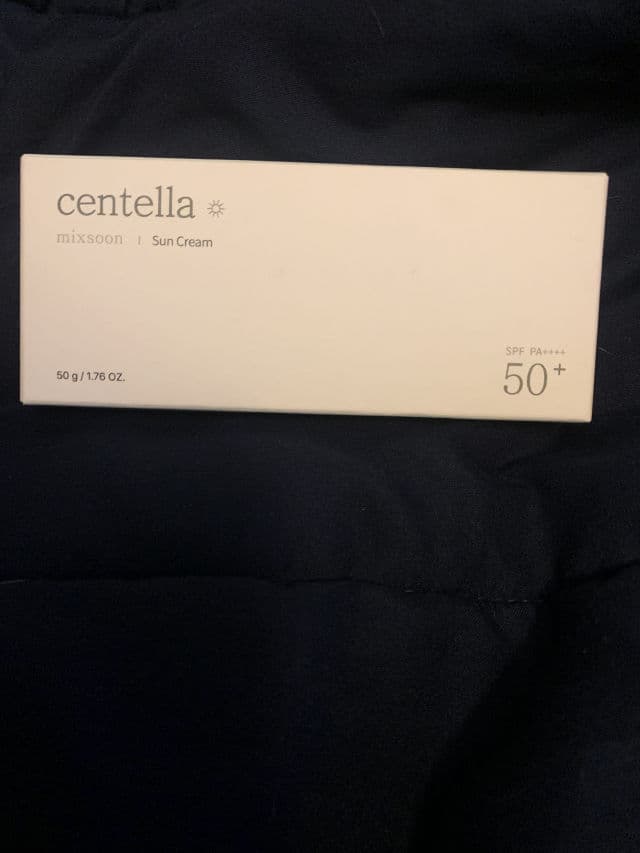 centella
mixsoon | Sun Cream
50 g / 1.76 OZ.
SPF PA++++
50+